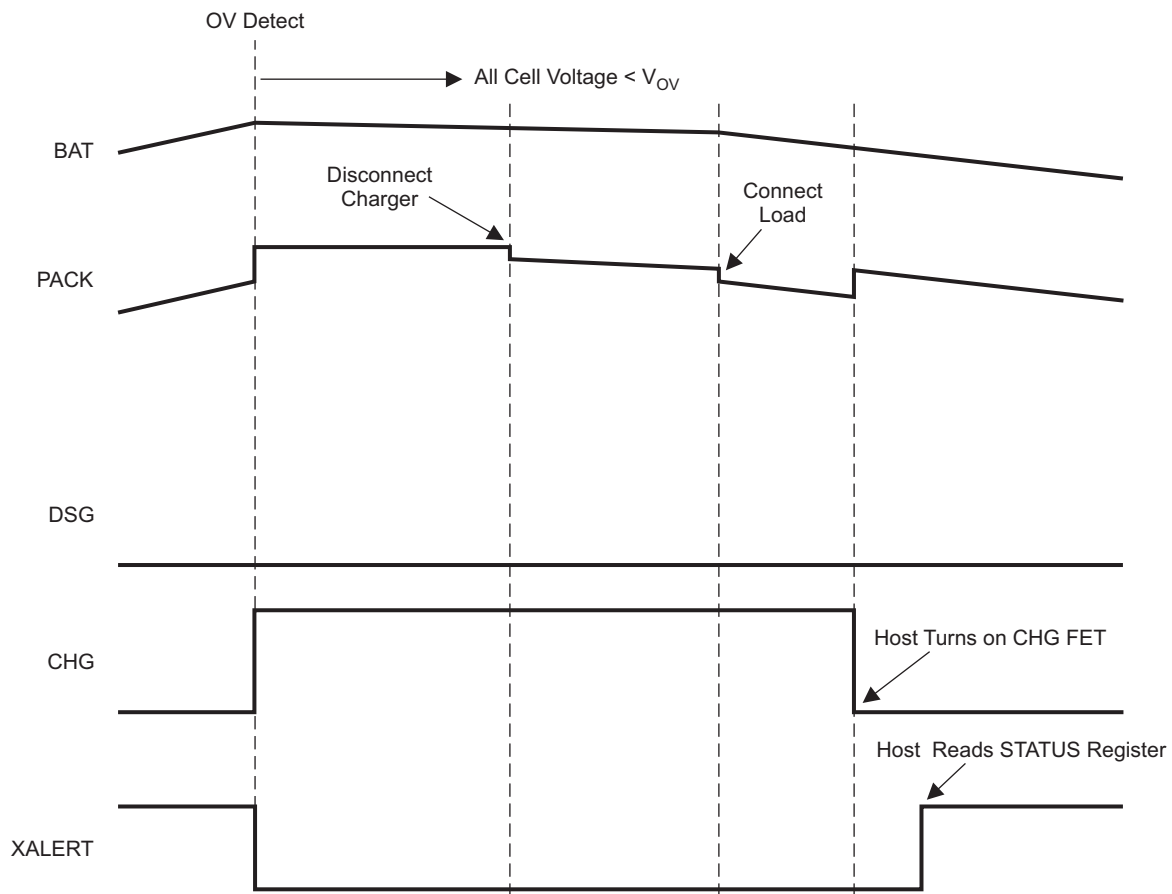 OV Detect
All Cell Voltage < V_OV
BAT
Disconnect
Charger
Connect
Load
PACK
DSG
Host Turns on CHG FET
CHG
Host Reads STATUS Register
XALERT